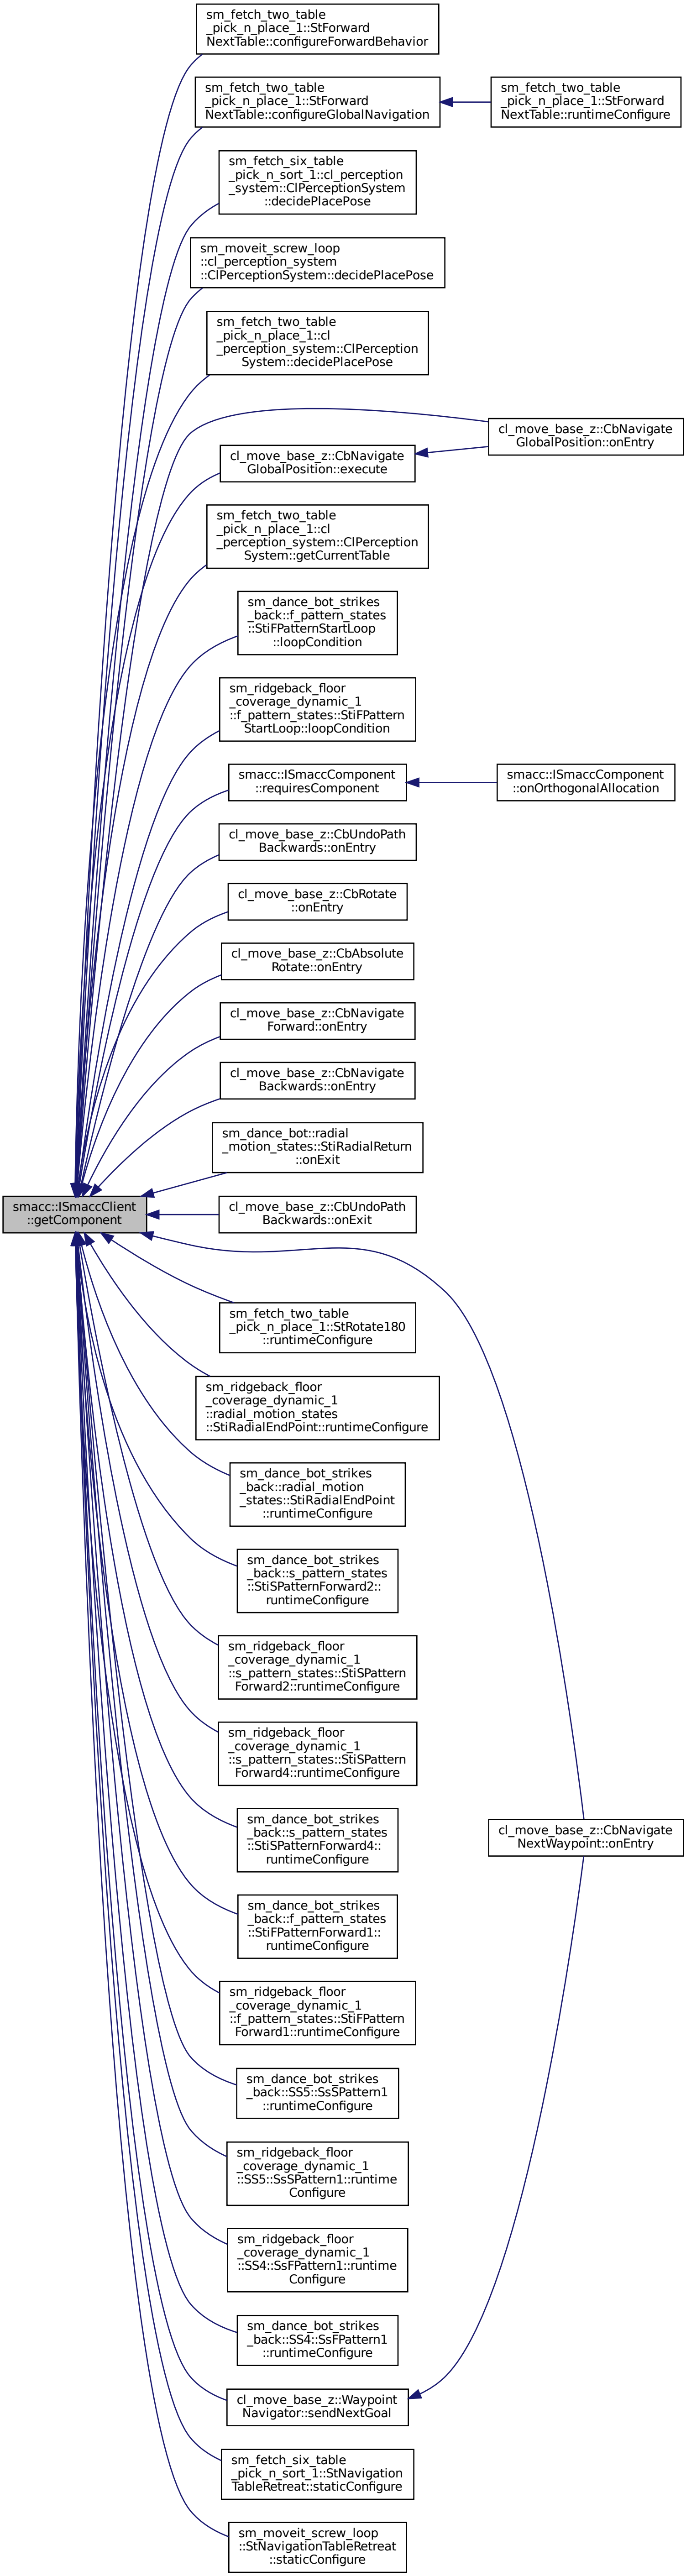 sm_fetch_two_table
_pick_n_place_1::StForward
NextTable::configureForwardBehavior
sm_fetch_two_table
_pick_n_place_1::StForward
NextTable::configureGlobalNavigation
sm_fetch_two_table
_pick_n_place_1::StForward
NextTable::runtimeConfigure
sm_fetch_six_table
_pick_n_sort_1::cl_perception
_system::ClPerceptionSystem
::decidePlacePose
sm_moveit_screw_loop
::cl_perception_system
::ClPerceptionSystem::decidePlacePose
sm_fetch_two_table
_pick_n_place_1::cl
_perception_system::ClPerception
System::decidePlacePose
cl_move_base_z::CbNavigate
GlobalPosition::onEntry
cl_move_base_z::CbNavigate
GlobalPosition::execute
sm_fetch_two_table
_pick_n_place_1::cl
_perception_system::ClPerception
System::getCurrentTable
sm_dance_bot_strikes
_back::f_pattern_states
::StiFPatternStartLoop
::loopCondition
sm_ridgeback_floor
_coverage_dynamic_1
::f_pattern_states::StiFPattern
StartLoop::loopCondition
smacc::ISmaccComponent
::requiresComponent
smacc::ISmaccComponent
::onOrthogonalAllocation
cl_move_base_z::CbUndoPath
Backwards::onEntry
cl_move_base_z::CbRotate
::onEntry
cl_move_base_z::CbAbsolute
Rotate::onEntry
cl_move_base_z::CbNavigate
Forward::onEntry
cl_move_base_z::CbNavigate
Backwards::onEntry
sm_dance_bot::radial
_motion_states::StiRadialReturn
::onExit
smacc::ISmaccClient
::getComponent
cl_move_base_z::CbUndoPath
Backwards::onExit
sm_fetch_two_table
_pick_n_place_1::StRotate180
::runtimeConfigure
sm_ridgeback_floor
_coverage_dynamic_1
::radial_motion_states
::StiRadialEndPoint::runtimeConfigure
sm_dance_bot_strikes
_back::radial_motion
_states::StiRadialEndPoint
::runtimeConfigure
sm_dance_bot_strikes
_back::s_pattern_states
::StiSPatternForward2::
runtimeConfigure
sm_ridgeback_floor
_coverage_dynamic_1
::s_pattern_states::StiSPattern
Forward2::runtimeConfigure
sm_ridgeback_floor
_coverage_dynamic_1
::s_pattern_states::StiSPattern
Forward4::runtimeConfigure
sm_dance_bot_strikes
_back::s_pattern_states
::StiSPatternForward4::
runtimeConfigure
cl_move_base_z::CbNavigate
NextWaypoint::onEntry
sm_dance_bot_strikes
_back::f_pattern_states
::StiFPatternForward1::
runtimeConfigure
sm_ridgeback_floor
_coverage_dynamic_1
::f_pattern_states::StiFPattern
Forward1::runtimeConfigure
sm_dance_bot_strikes
_back::SS5::SsSPattern1
::runtimeConfigure
sm_ridgeback_floor
_coverage_dynamic_1
::SS5::SsSPattern1::runtime
Configure
sm_ridgeback_floor
_coverage_dynamic_1
::SS4::SsFPattern1::runtime
Configure
sm_dance_bot_strikes
_back::SS4::SsFPattern1
::runtimeConfigure
cl_move_base_z::Waypoint
Navigator::sendNextGoal
sm_fetch_six_table
_pick_n_sort_1::StNavigation
TableRetreat::staticConfigure
sm_moveit_screw_loop
::StNavigationTableRetreat
::staticConfigure